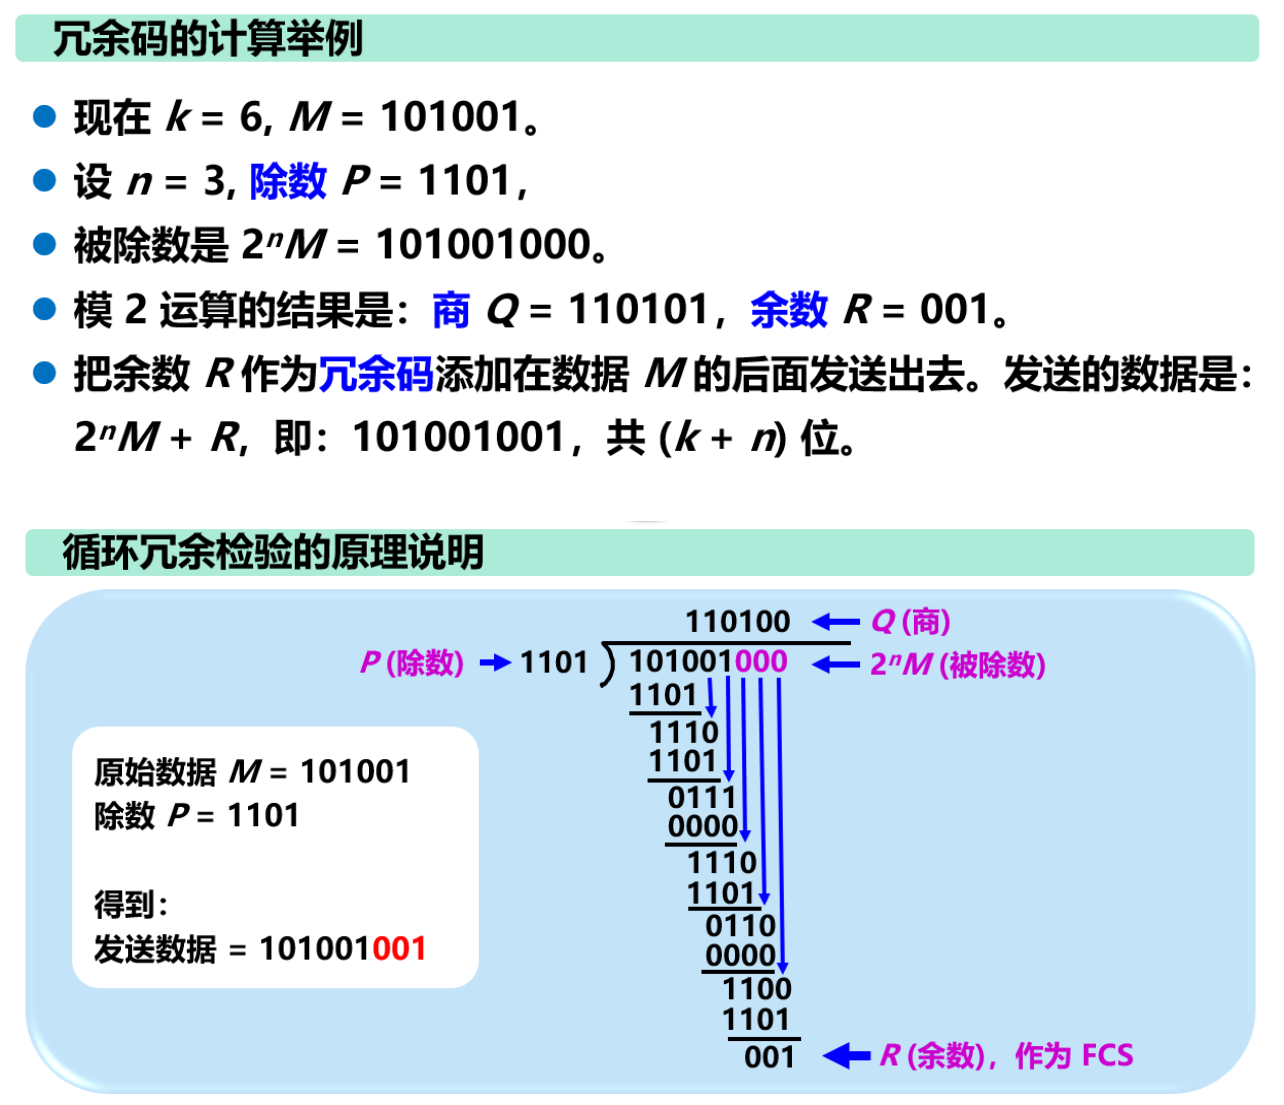 冗余码的计算举例
现在 k = 6, M = 101001。
设 n = 3, 除数 P = 1101，
被除数是 2ⁿM = 101001000。
模 2 运算的结果是：商 Q = 110101，余数 R = 001。
把余数 R 作为冗余码添加在数据 M 的后面发送出去。发送的数据是：
2ⁿM + R，即：101001001，共 (k + n) 位。
循环冗余检验的原理说明
110100 Q (商)
P (除数) 1101 101001000 2ⁿM (被除数)
1101
1110
1101
0111
0000
1110
1101
0110
0000
1100
1101
001 R (余数)，作为 FCS
原始数据 M = 101001
除数 P = 1101
得到：
发送数据 = 101001001